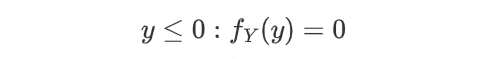 y ≤ 0 : f_Y(y) = 0